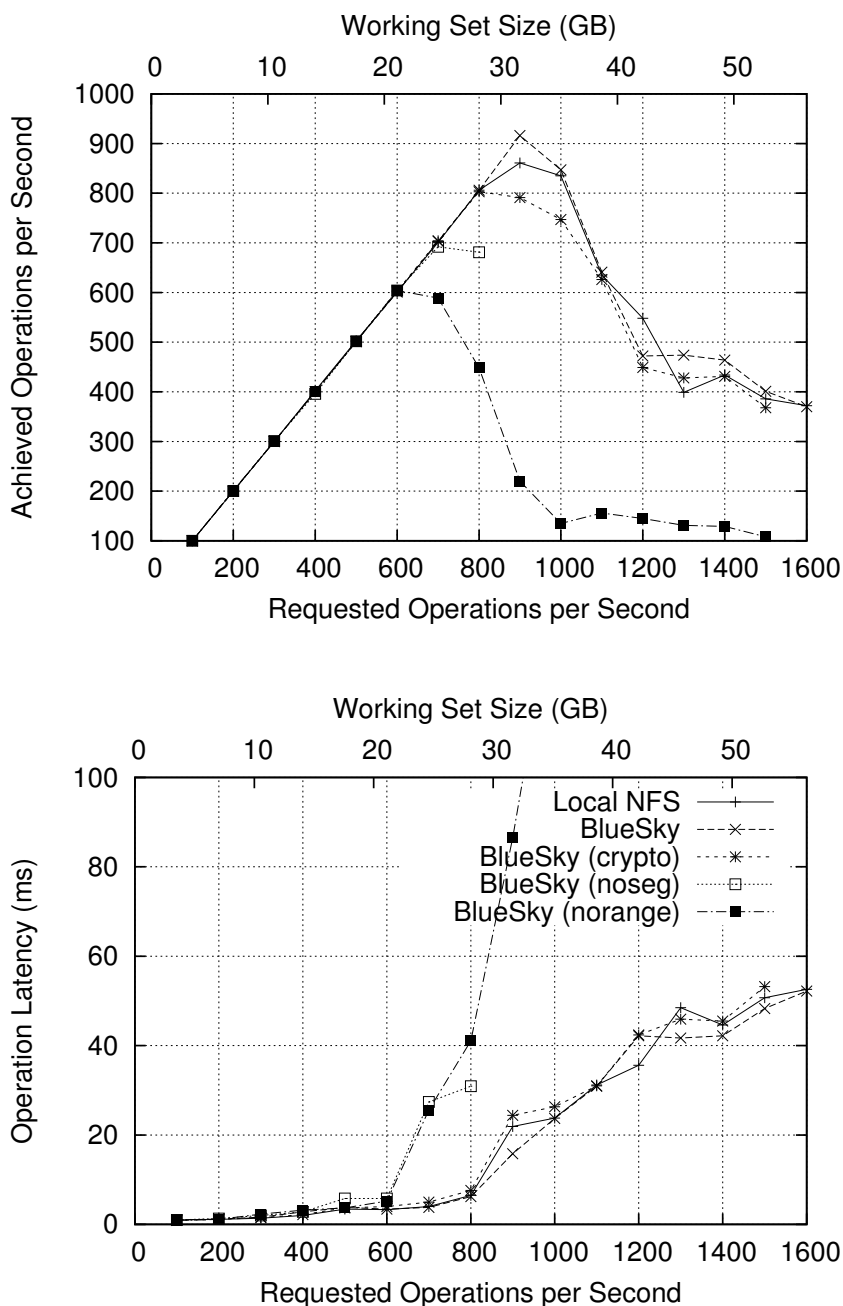 Working Set Size (GB)
0 10 20 30 40 50
1000
900
800
700
600
500
400
300
200
100
Achieved Operations per Second
0 200 400 600 800 1000 1200 1400 1600
Requested Operations per Second
Working Set Size (GB)
0 10 20 30 40 50
100
80
60
40
20
0
Operation Latency (ms)
Local NFS
BlueSky
BlueSky (crypto)
BlueSky (noseg)
BlueSky (norange)
0 200 400 600 800 1000 1200 1400 1600
Requested Operations per Second